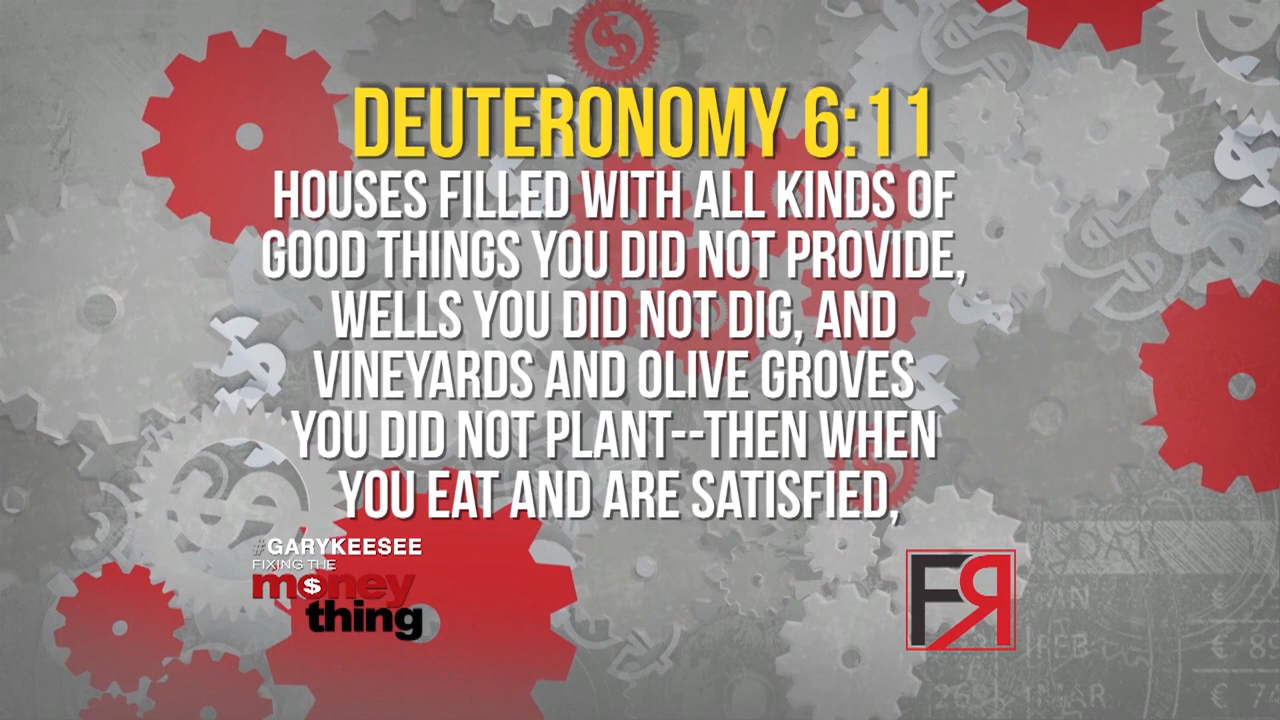 DEUTERONOMY 6:11
HOUSES FILLED WITH ALL KINDS OF
GOOD THINGS YOU DID NOT PROVIDE,
WELLS YOU DID NOT DIG, AND
VINEYARDS AND OLIVE GROVES
YOU DID NOT PLANT--THEN WHEN
YOU EAT AND ARE SATISFIED,
#GARYKEESEE
FIXING THE
money
thing
FR
FEB
MAR